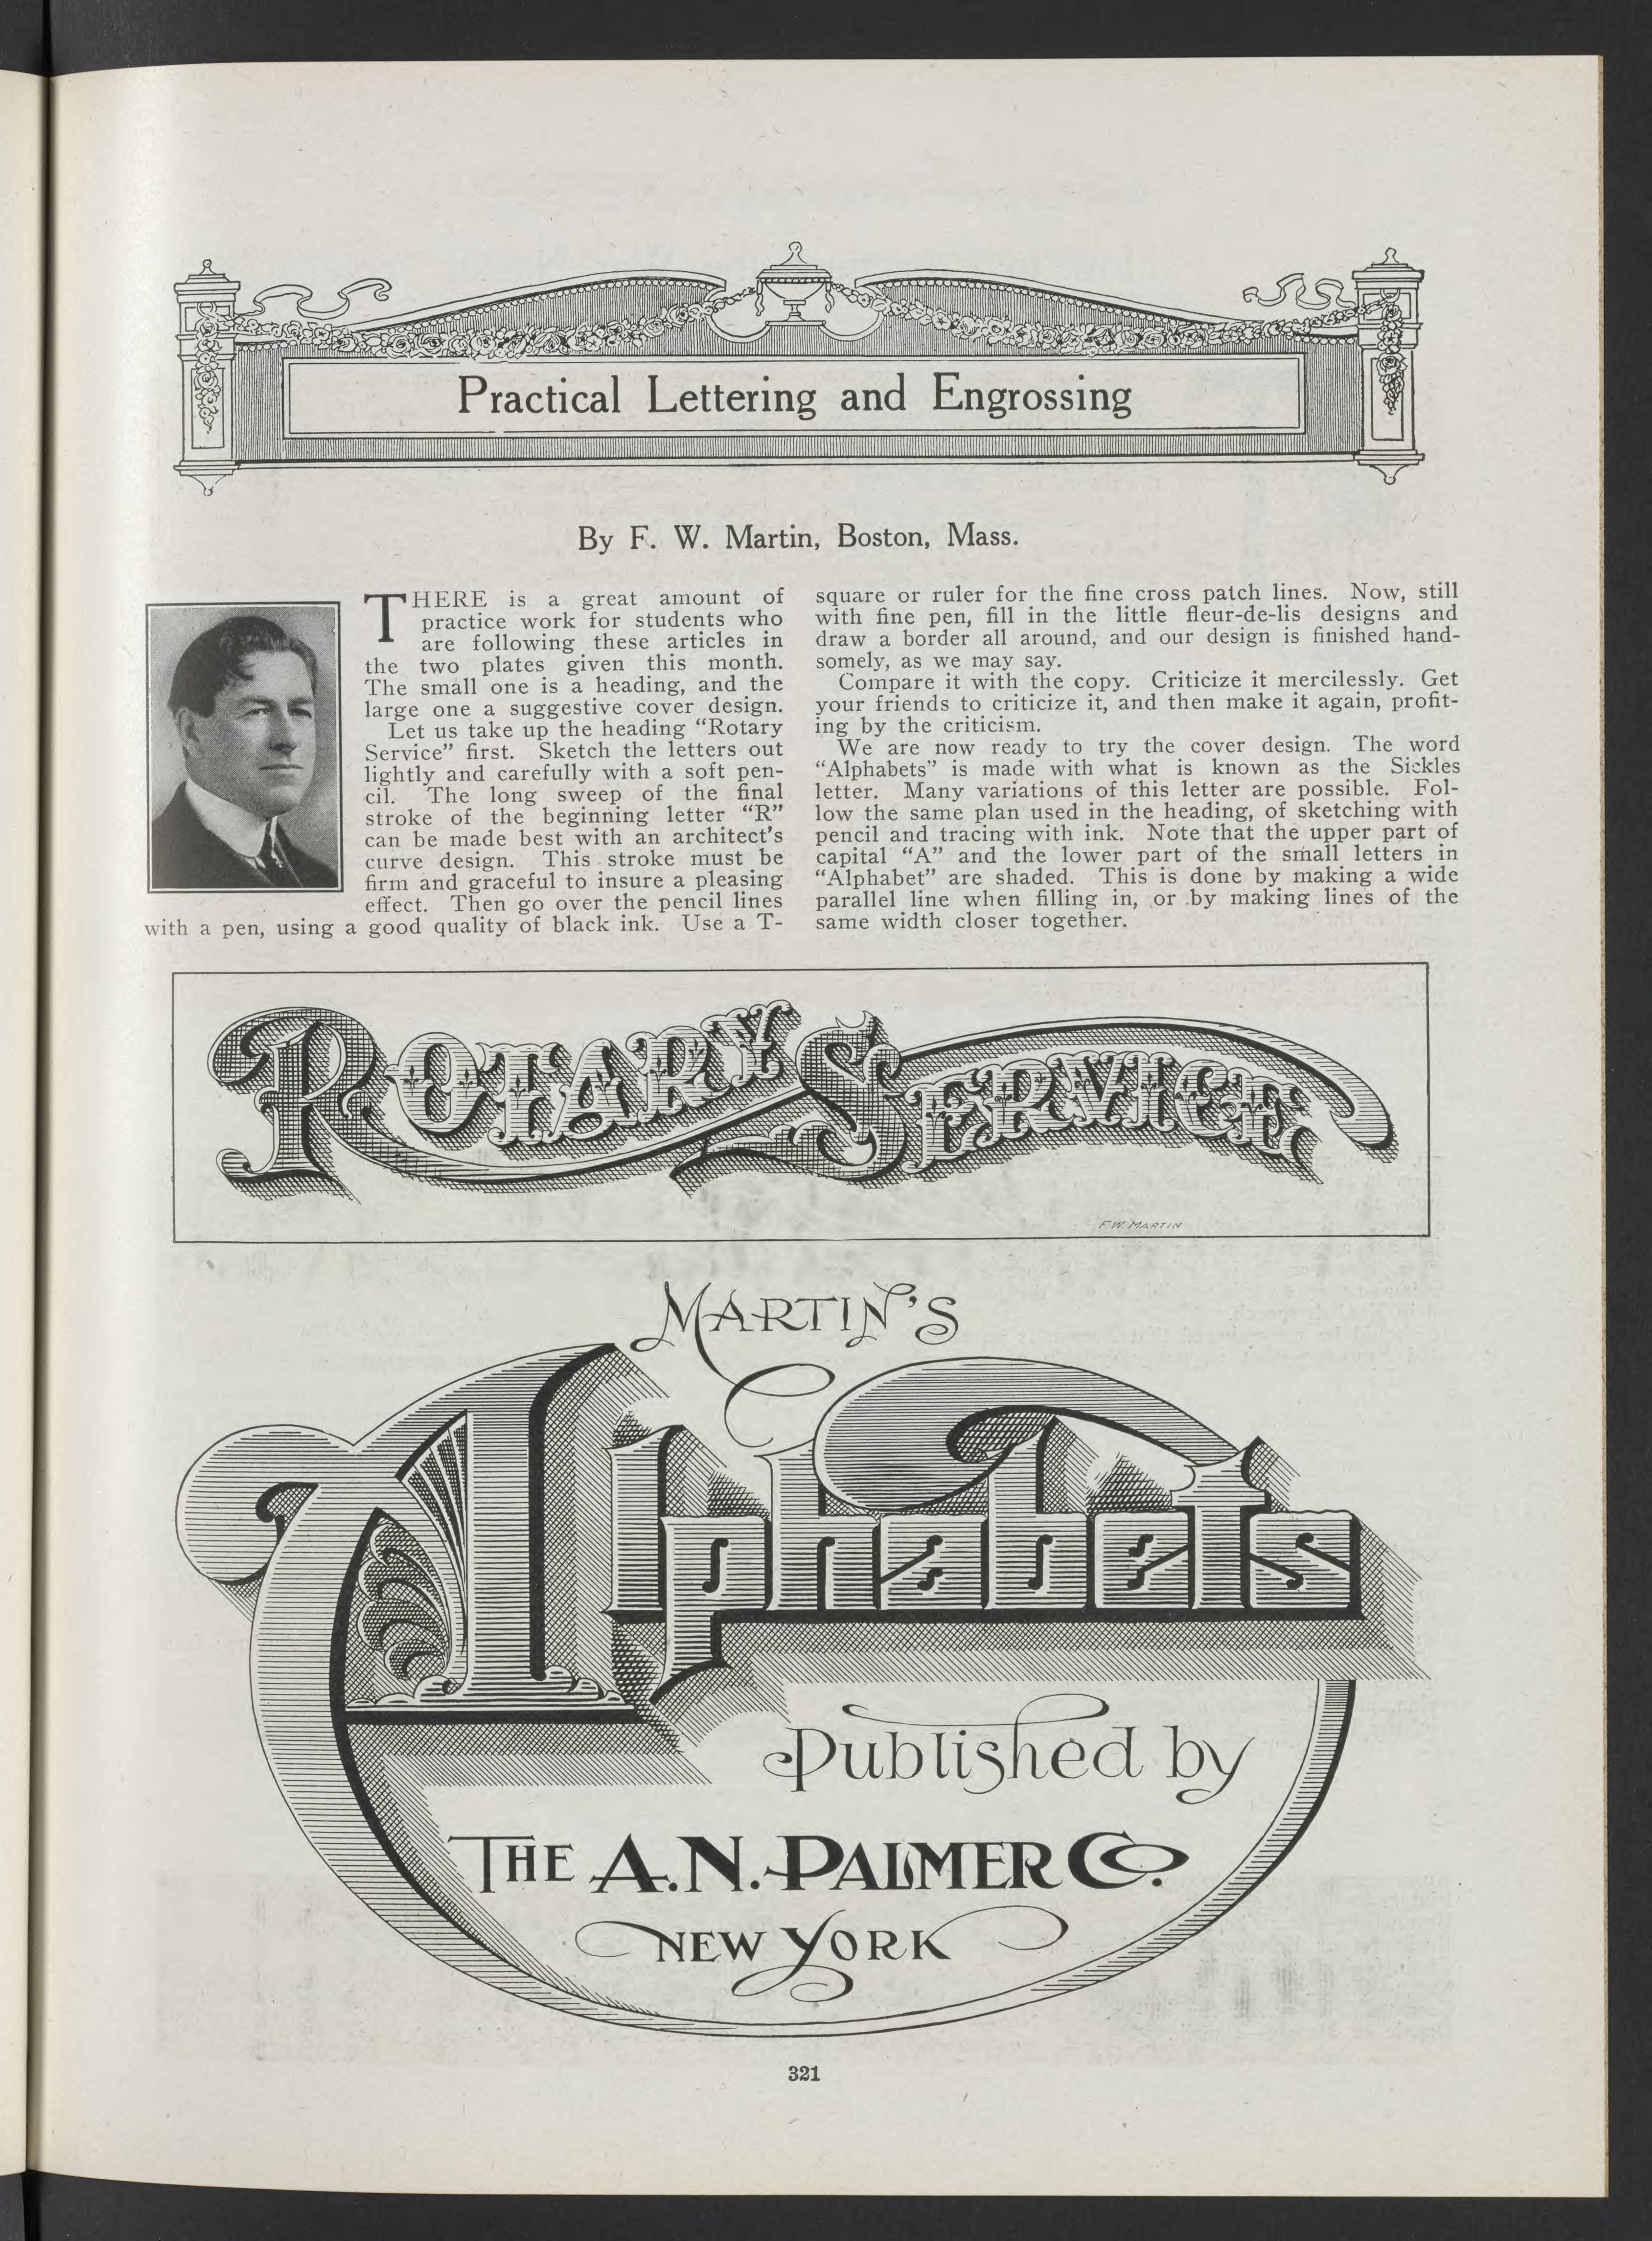 Practical Lettering and Engrossing
By F. W. Martin, Boston, Mass.
THERE is a great amount of
practice work for students who
are following these articles in
the two plates given this month.
The small one is a heading, and the
large one a suggestive cover design.
Let us take up the heading "Rotary
Service" first. Sketch the letters out
lightly and carefully with a soft pen-
cil. The long sweep of the final
stroke of the beginning letter "R"
can be made best with an architect's
curve design. This stroke must be
firm and graceful to insure a pleasing
effect. Then go over the pencil lines
with a pen, using a good quality of black ink. Use a T-
square or ruler for the fine cross patch lines. Now, still
with fine pen, fill in the little fleur-de-lis designs and
draw a border all around, and our design is finished hand-
somely, as we may say.
Compare it with the copy. Criticize it mercilessly. Get
your friends to criticize it, and then make it again, profit-
ing by the criticism.
We are now ready to try the cover design. The word
"Alphabets" is made with what is known as the Sickles
letter. Many variations of this letter are possible. Fol-
low the same plan used in the heading, of sketching with
pencil and tracing with ink. Note that the upper part of
capital "A" and the lower part of the small letters in
"Alphabet" are shaded. This is done by making a wide
parallel line when filling in, or by making lines of the
same width closer together.
ROTARY SERVICE
F.W. MARTIN
MARTIN'S
Alphabets
Published by
THE A.N. PALMER CO.
NEW YORK
321